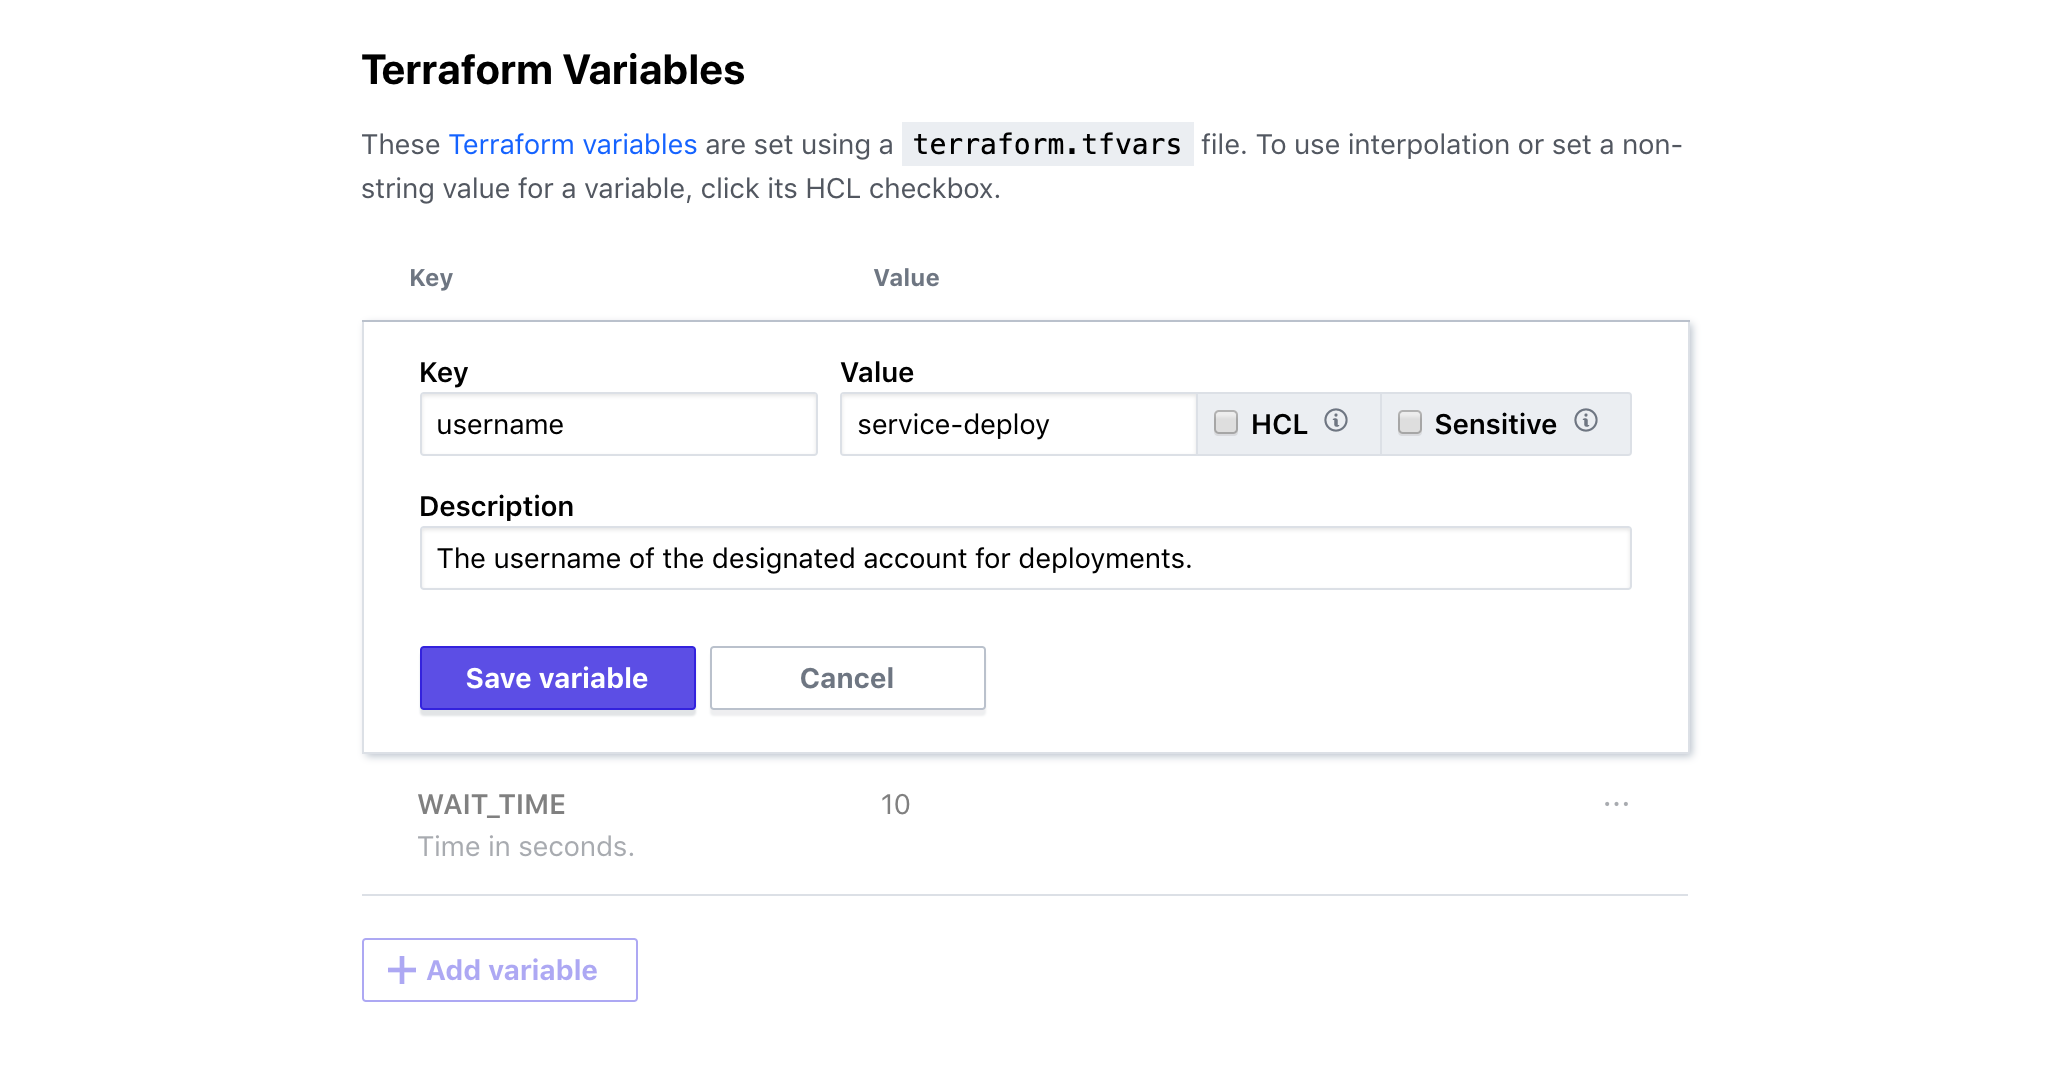 Terraform Variables
These Terraform variables are set using a terraform.tfvars file. To use interpolation or set a non-
string value for a variable, click its HCL checkbox.
Key Value
Key Value
username service-deploy HCL Sensitive
Description
The username of the designated account for deployments.
Save variable Cancel
WAIT_TIME 10 ...
Time in seconds.
+ Add variable